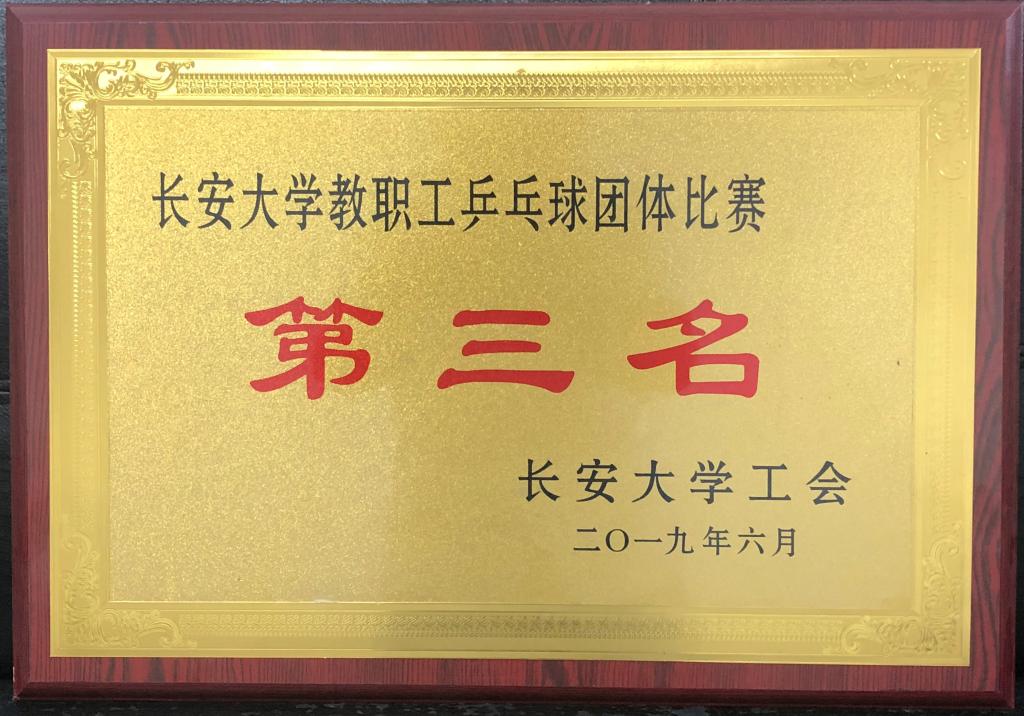 长安大学教职工乒乓球团体比赛
第三名
长安大学工会
二〇一九年六月